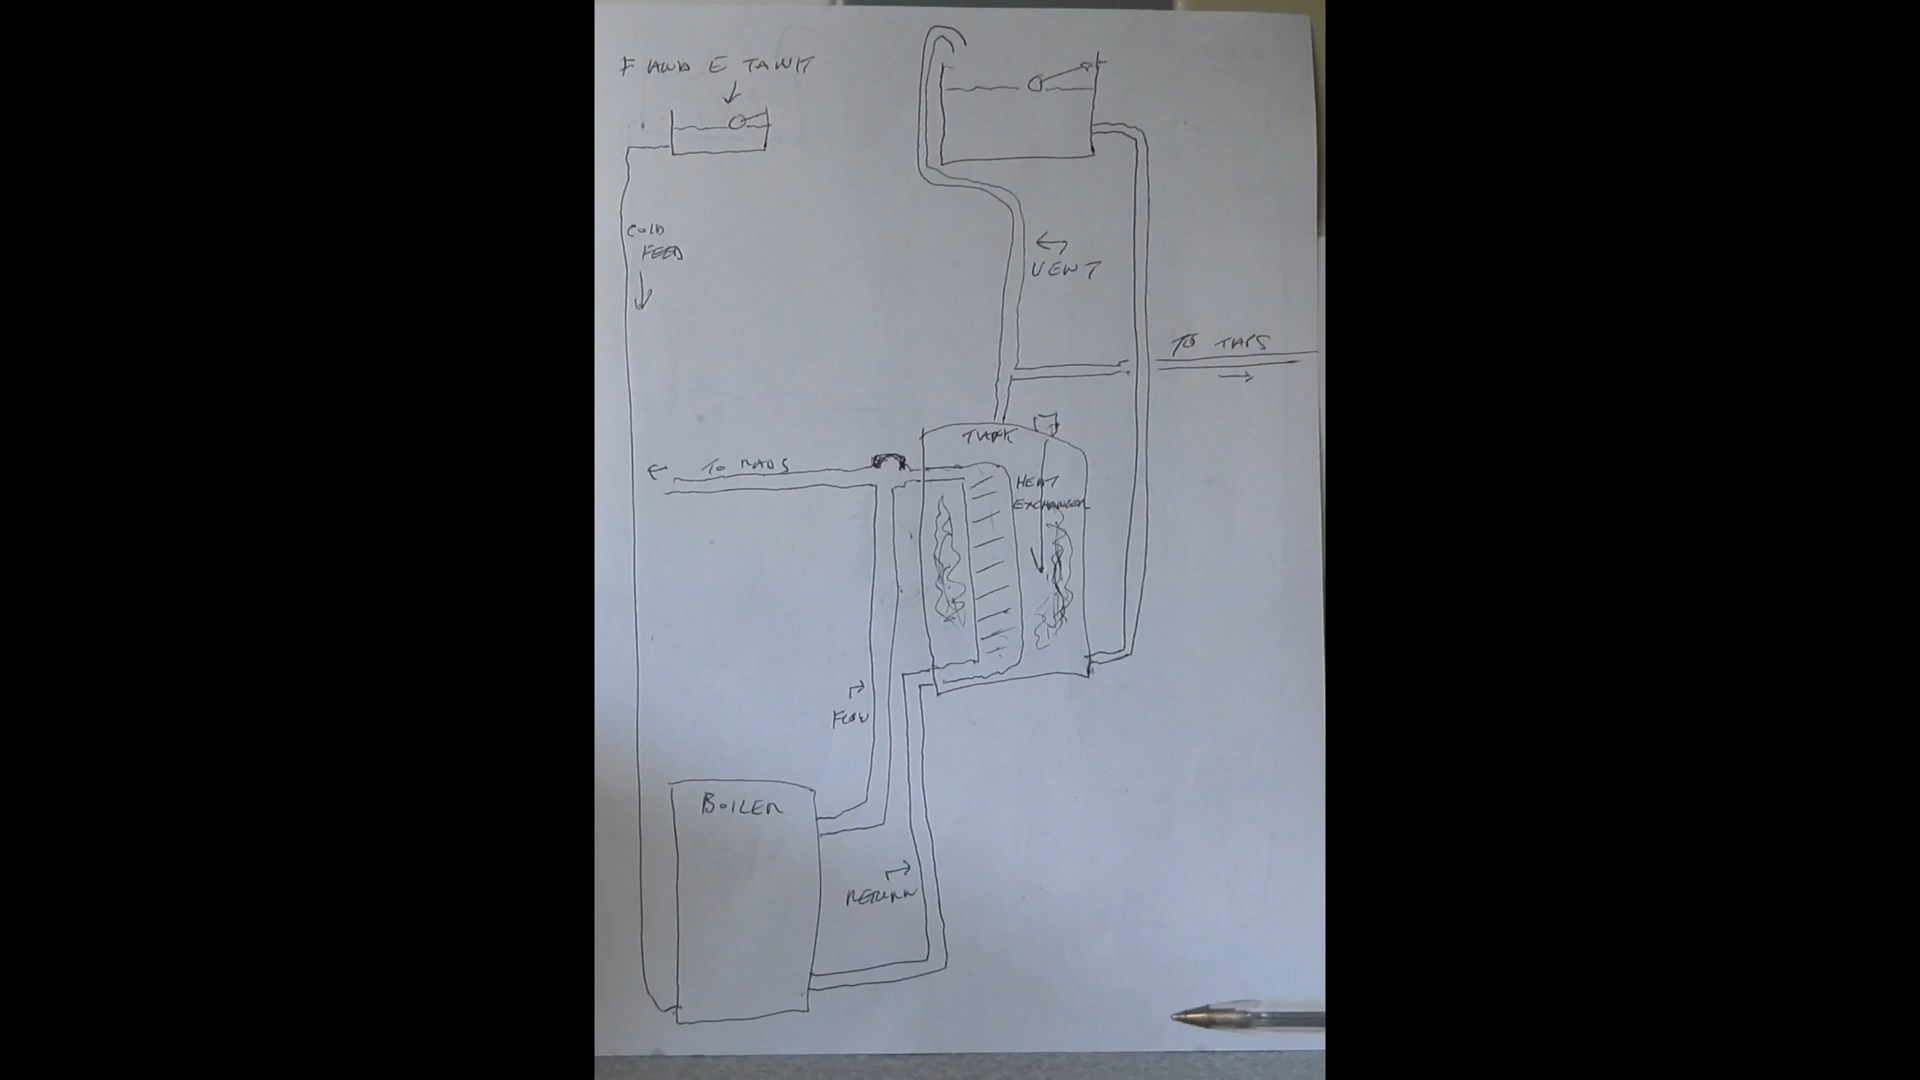 F AND E TANK
COLD
FEED
VENT
TO TAPS
TANK
TO RADS
HEAT
EXCHANGER
FLOW
BOILER
RETURN